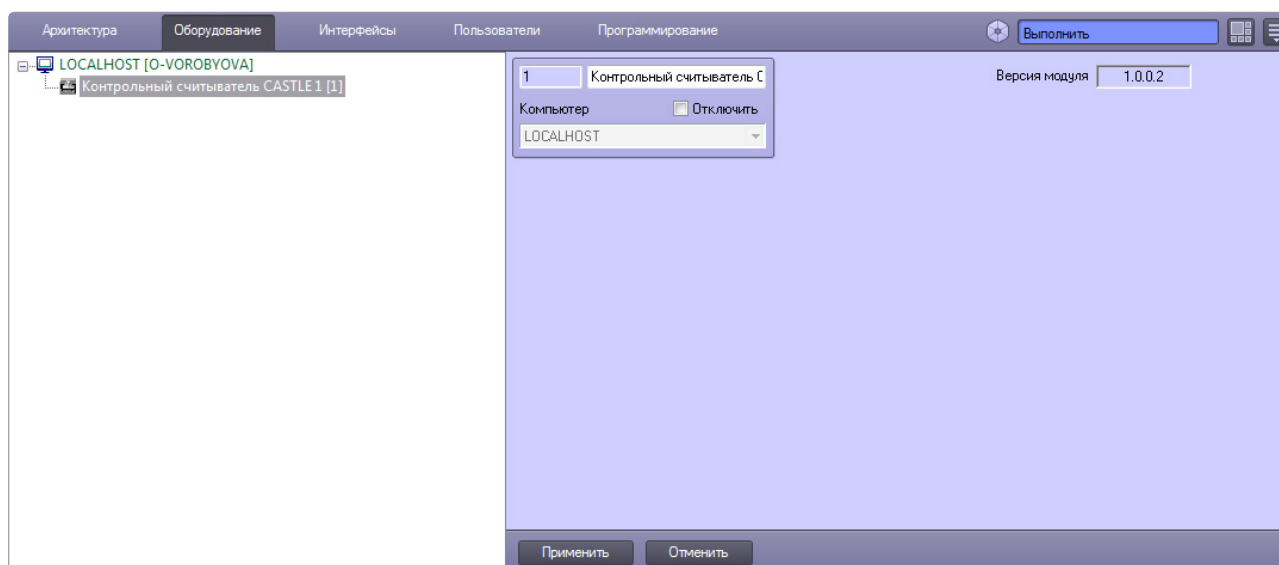 Архитектура Оборудование Интерфейсы Пользователи Программирование Выполнить
LOCALHOST [O-VOROBYOVA]
Контрольный считыватель CASTLE 1 [1]
1 Контрольный считыватель C
Компьютер Отключить
LOCALHOST
Версия модуля 1.0.0.2
Применить Отменить